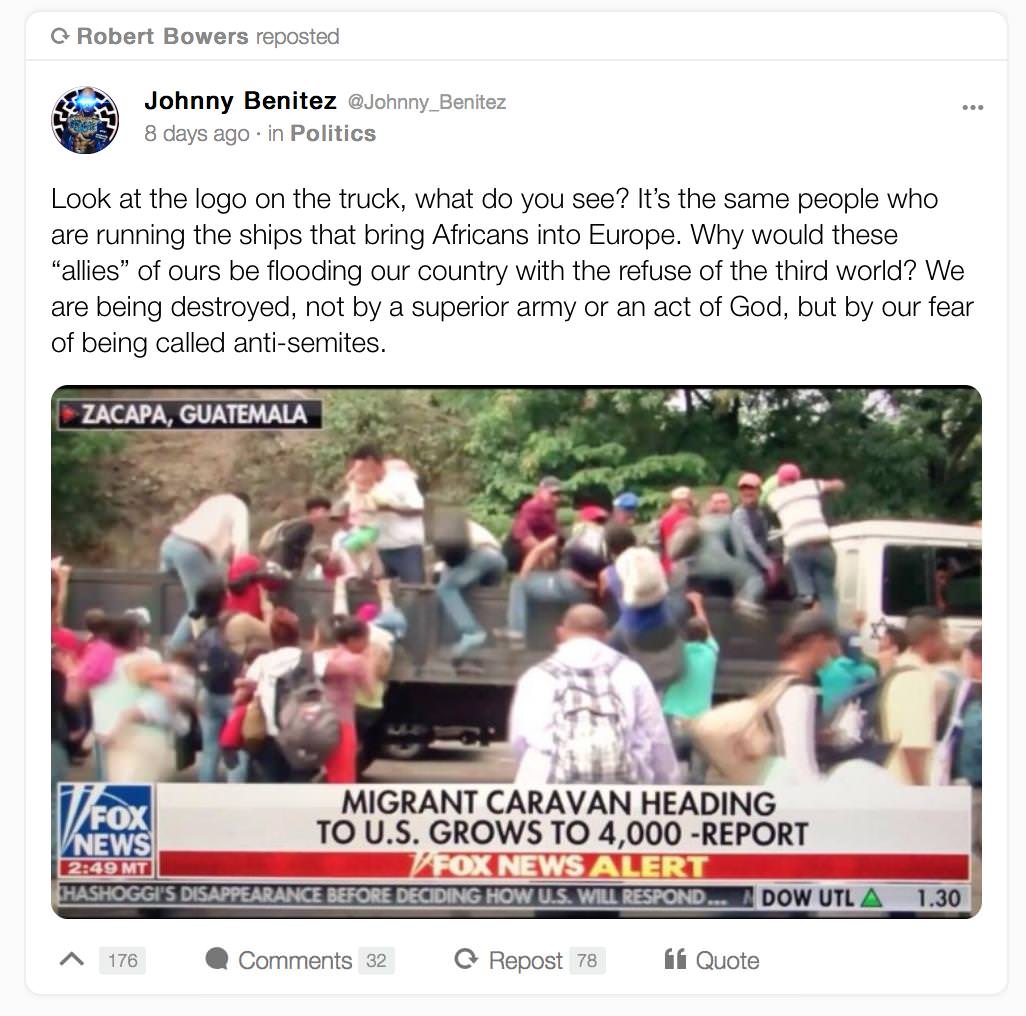 Robert Bowers reposted
Johnny Benitez @Johnny_Benitez
8 days ago · in Politics
Look at the logo on the truck, what do you see? It’s the same people who
are running the ships that bring Africans into Europe. Why would these
“allies” of ours be flooding our country with the refuse of the third world? We
are being destroyed, not by a superior army or an act of God, but by our fear
of being called anti-semites.
ZACAPA, GUATEMALA
FOX
NEWS
2:49 MT
MIGRANT CARAVAN HEADING
TO U.S. GROWS TO 4,000 -REPORT
FOX NEWS ALERT
HASHOGGI'S DISAPPEARANCE BEFORE DECIDING HOW U.S. WILL RESPOND... DOW UTL 1.30
176 Comments 32 Repost 78 Quote